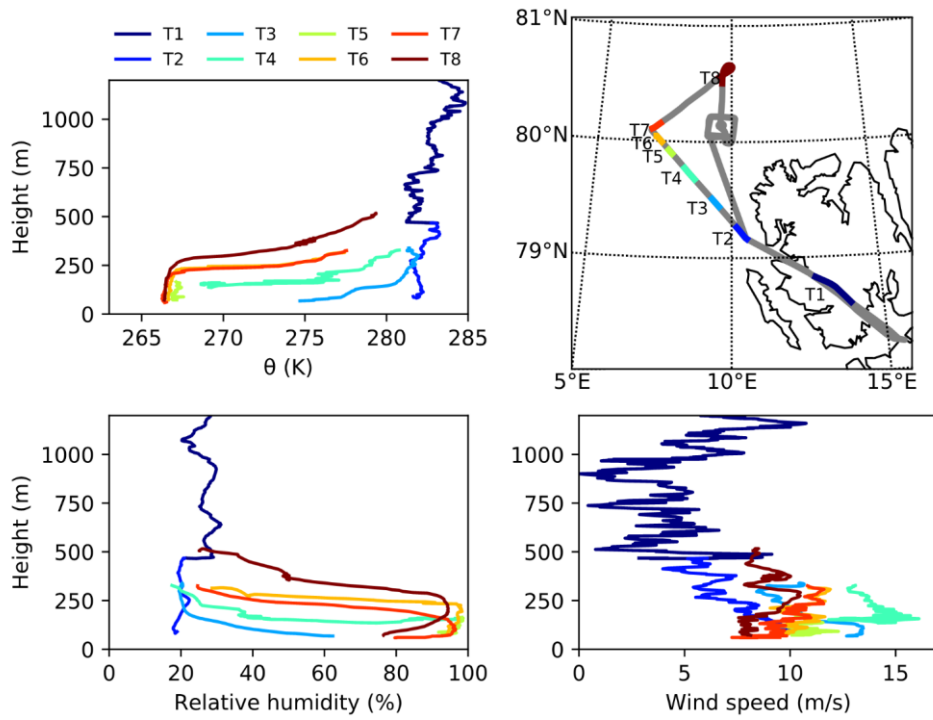 T1 T3 T5 T7
T2 T4 T6 T8
Height (m)
1000
750
500
250
0
265 270 275 280 285
θ (K)
81°N
80°N
79°N
T8
T7
T6
T5
T4
T3
T2
T1
5°E 10°E 15°E
Height (m)
1000
750
500
250
0
0 20 40 60 80 100
Relative humidity (%)
1000
750
500
250
0
0 5 10 15
Wind speed (m/s)